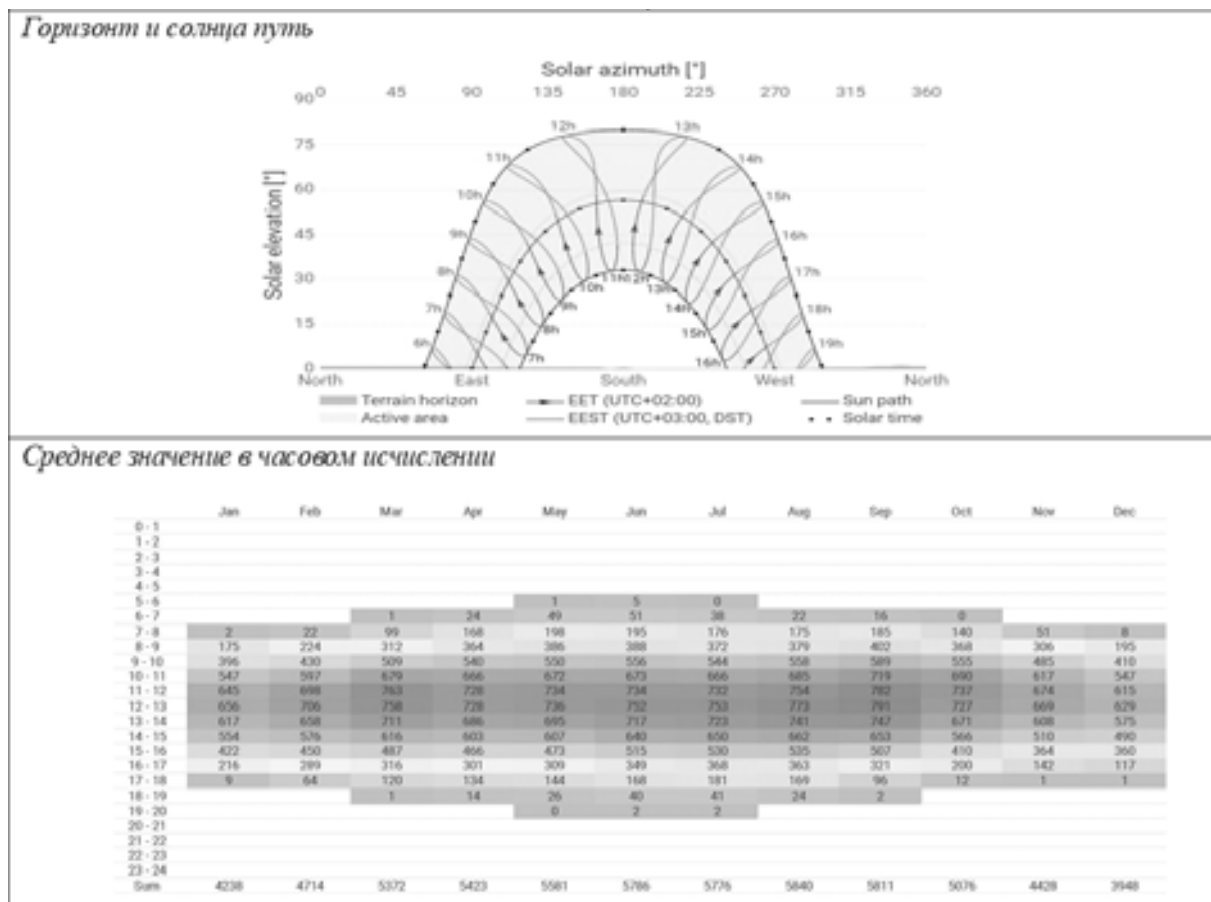 Горизонт и солнца путь
Solar azimuth [°]
0 45 90 135 180 225 270 315 360
Solar elevation [°]
90
75
60
45
30
15
0
12h 13h
11h 14h
10h 15h
9h 16h
8h 17h
7h 18h
6h 19h
11h 12h
10h 13h
9h 14h
8h 15h
7h 16h
North East South West North
Terrain horizon EET (UTC+02:00) Sun path
Active area EEST (UTC+03:00, DST) Solar time
Среднее значение в часовом исчислении
Jan Feb Mar Apr May Jun Jul Aug Sep Oct Nov Dec
0 - 1
1 - 2
2 - 3
3 - 4
4 - 5
5 - 6 1 5 0
6 - 7 1 24 49 51 38 22 16 0
7 - 8 2 22 99 168 198 195 176 175 185 140 51 8
8 - 9 175 224 312 364 386 388 372 379 402 368 306 195
9 - 10 396 430 509 540 550 556 544 558 589 555 485 410
10 - 11 547 597 679 666 672 673 666 685 719 690 617 547
11 - 12 645 698 763 728 734 734 732 754 782 737 674 615
12 - 13 656 706 758 728 736 752 753 773 791 727 669 629
13 - 14 617 658 711 686 695 717 723 741 747 671 608 575
14 - 15 554 576 616 603 607 640 650 662 653 566 510 490
15 - 16 422 450 487 466 473 515 530 535 507 410 364 360
16 - 17 216 289 316 301 309 349 368 363 321 200 142 117
17 - 18 9 64 120 134 144 168 181 169 96 12 1 1
18 - 19 1 14 26 40 41 24 2
19 - 20 0 2 2
20 - 21
21 - 22
22 - 23
23 - 24
Sum 4238 4714 5372 5423 5581 5786 5776 5840 5811 5076 4428 3948